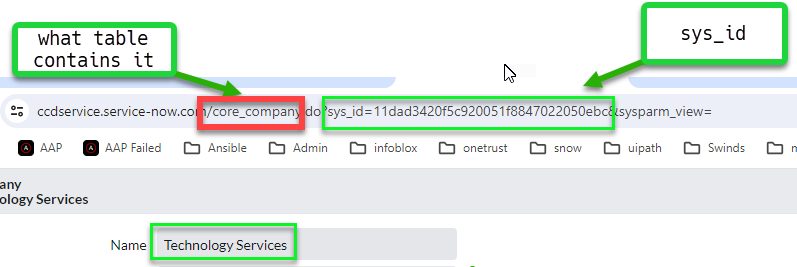 what table
contains it
sys_id
ccdservice.service-now.com/core_company.do?sys_id=11dad3420f5c920051f8847022050ebc&sysparm_view=
AAP AAP Failed Ansible Admin infoblox onetrust snow uipath Swinds m
any
ology Services
Name Technology Services